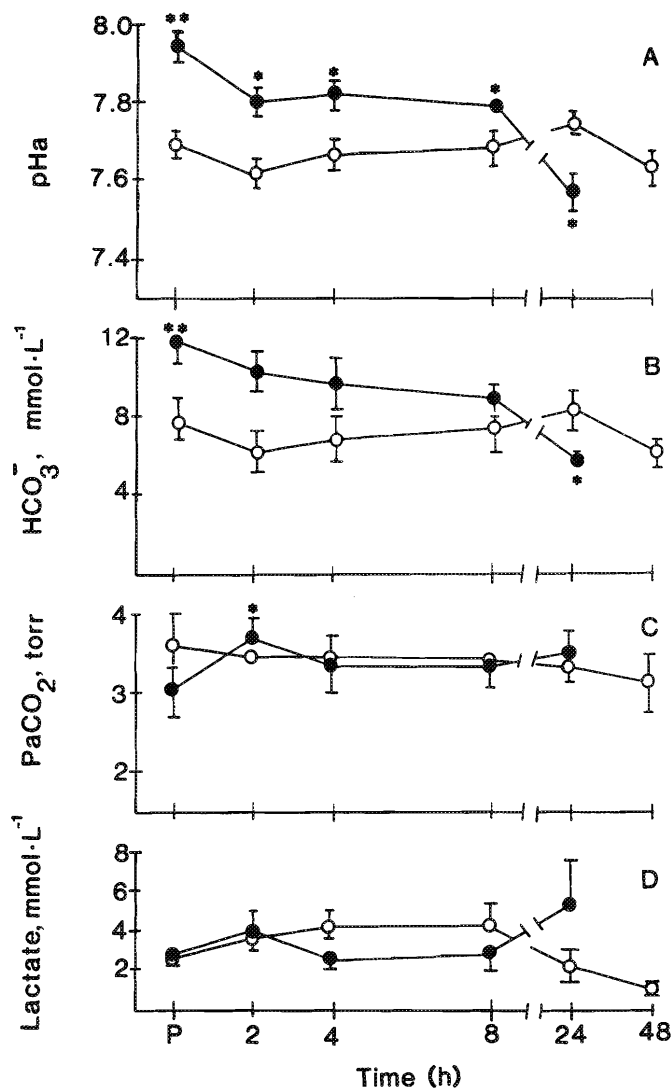 **
8.0
A
*
*
*
7.8
pHa
7.6
*
7.4
**
12
B
HCO₃⁻, mmol·L⁻¹
8
4
*
4
*
C
PaCO₂, torr
3
2
8
D
Lactate, mmol·L⁻¹
6
4
2
P 2 4 8 24 48
Time (h)